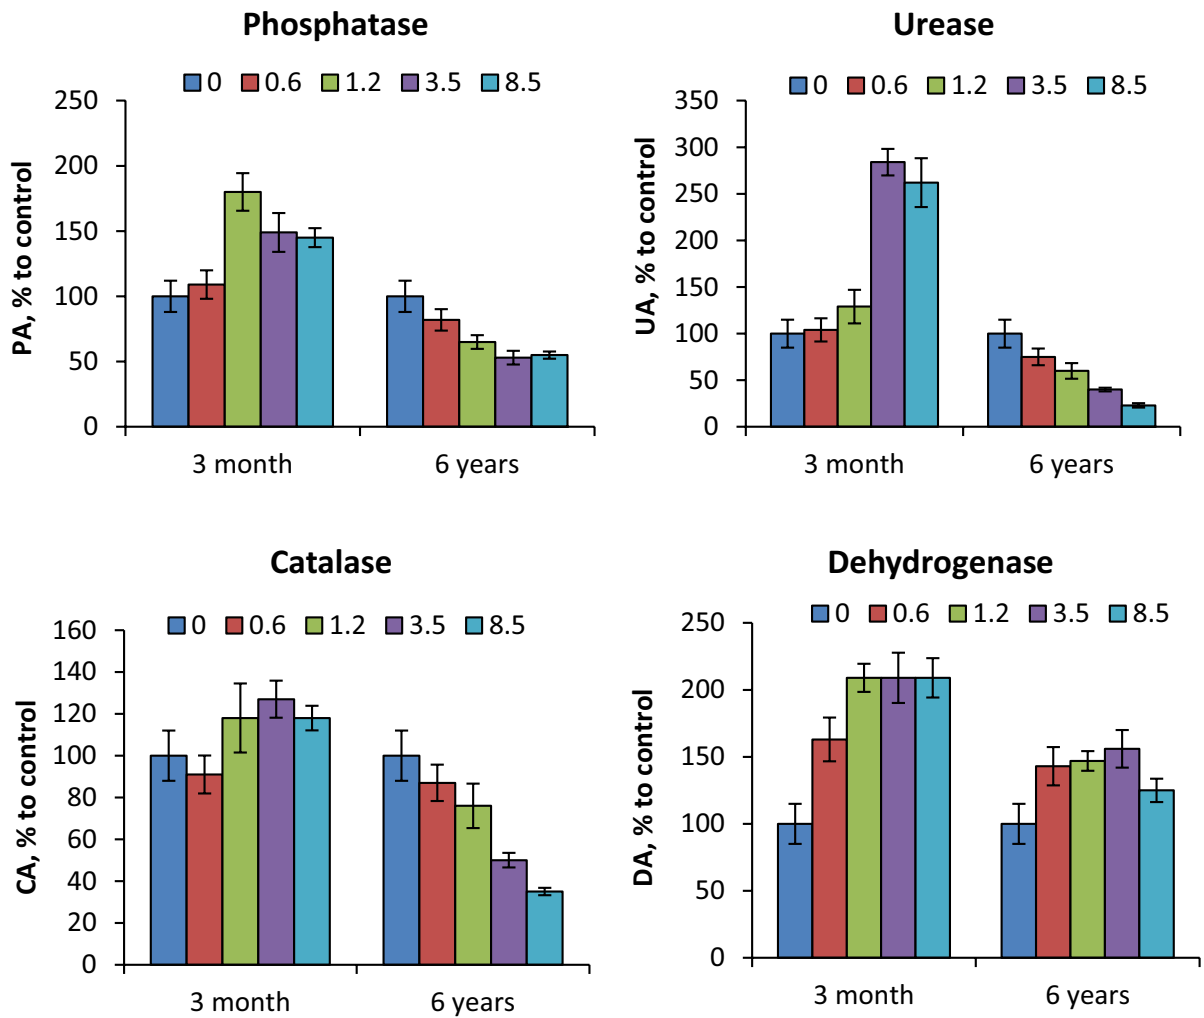 Phosphatase
0 0.6 1.2 3.5 8.5
PA, % to control
250
200
150
100
50
0
3 month 6 years
Urease
0 0.6 1.2 3.5 8.5
UA, % to control
350
300
250
200
150
100
50
0
3 month 6 years
Catalase
0 0.6 1.2 3.5 8.5
CA, % to control
160
140
120
100
80
60
40
20
0
3 month 6 years
Dehydrogenase
0 0.6 1.2 3.5 8.5
DA, % to control
250
200
150
100
50
0
3 month 6 years